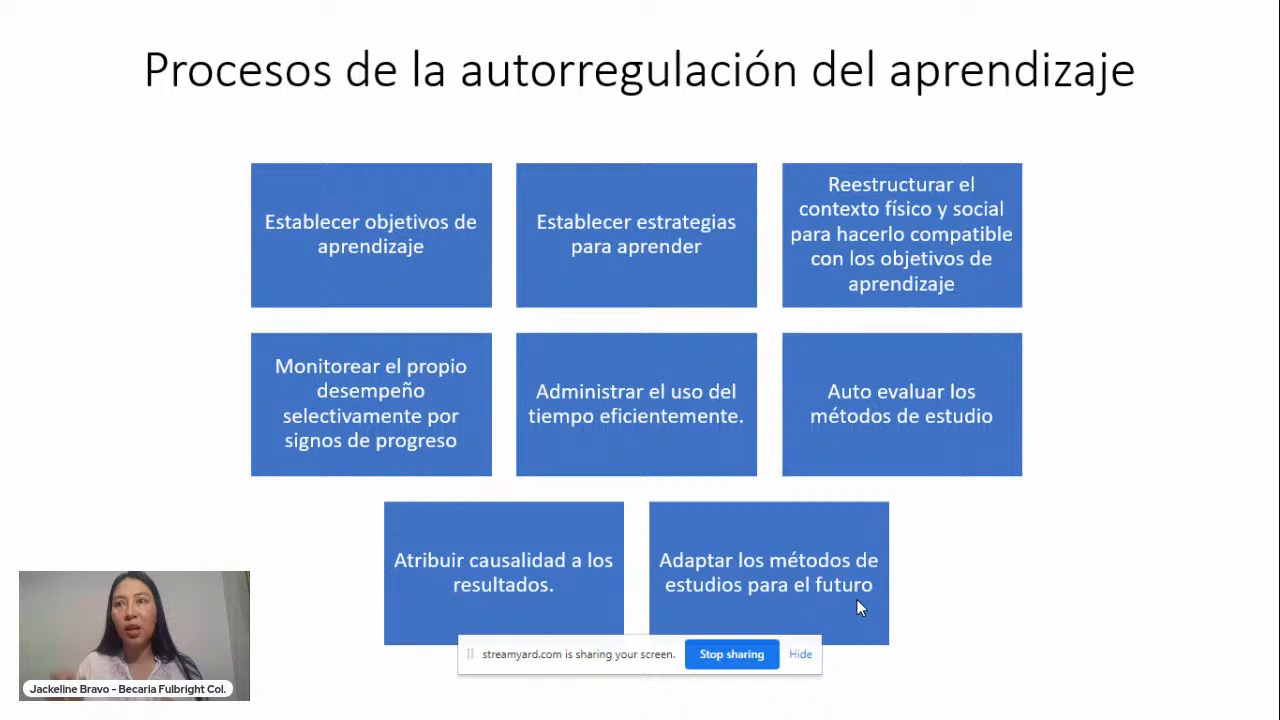 Procesos de la autorregulación del aprendizaje
Establecer objetivos de
aprendizaje
Establecer estrategias
para aprender
Reestructurar el
contexto físico y social
para hacerlo compatible
con los objetivos de
aprendizaje
Monitorear el propio
desempeño
selectivamente por
signos de progreso
Administrar el uso del
tiempo eficientemente.
Auto evaluar los
métodos de estudio
Atribuir causalidad a los
resultados.
Adaptar los métodos de
estudios para el futuro
streamyard.com is sharing your screen.
Stop sharing
Hide
Jackeline Bravo - Becaria Fulbright Col.